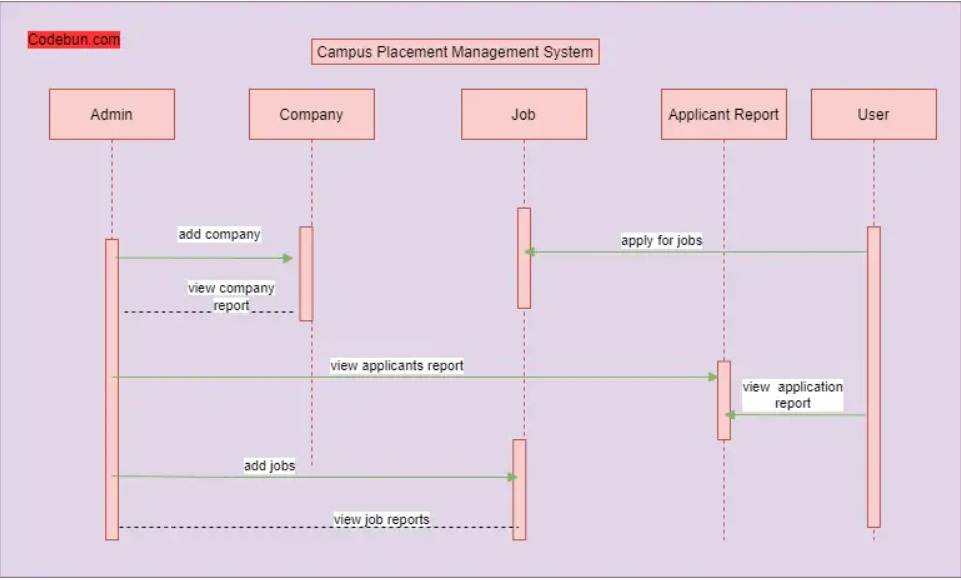 Codebun.com
Campus Placement Management System
Admin
Company
Job
Applicant Report
User
add company
apply for jobs
view company
report
view applicants report
view application
report
add jobs
view job reports